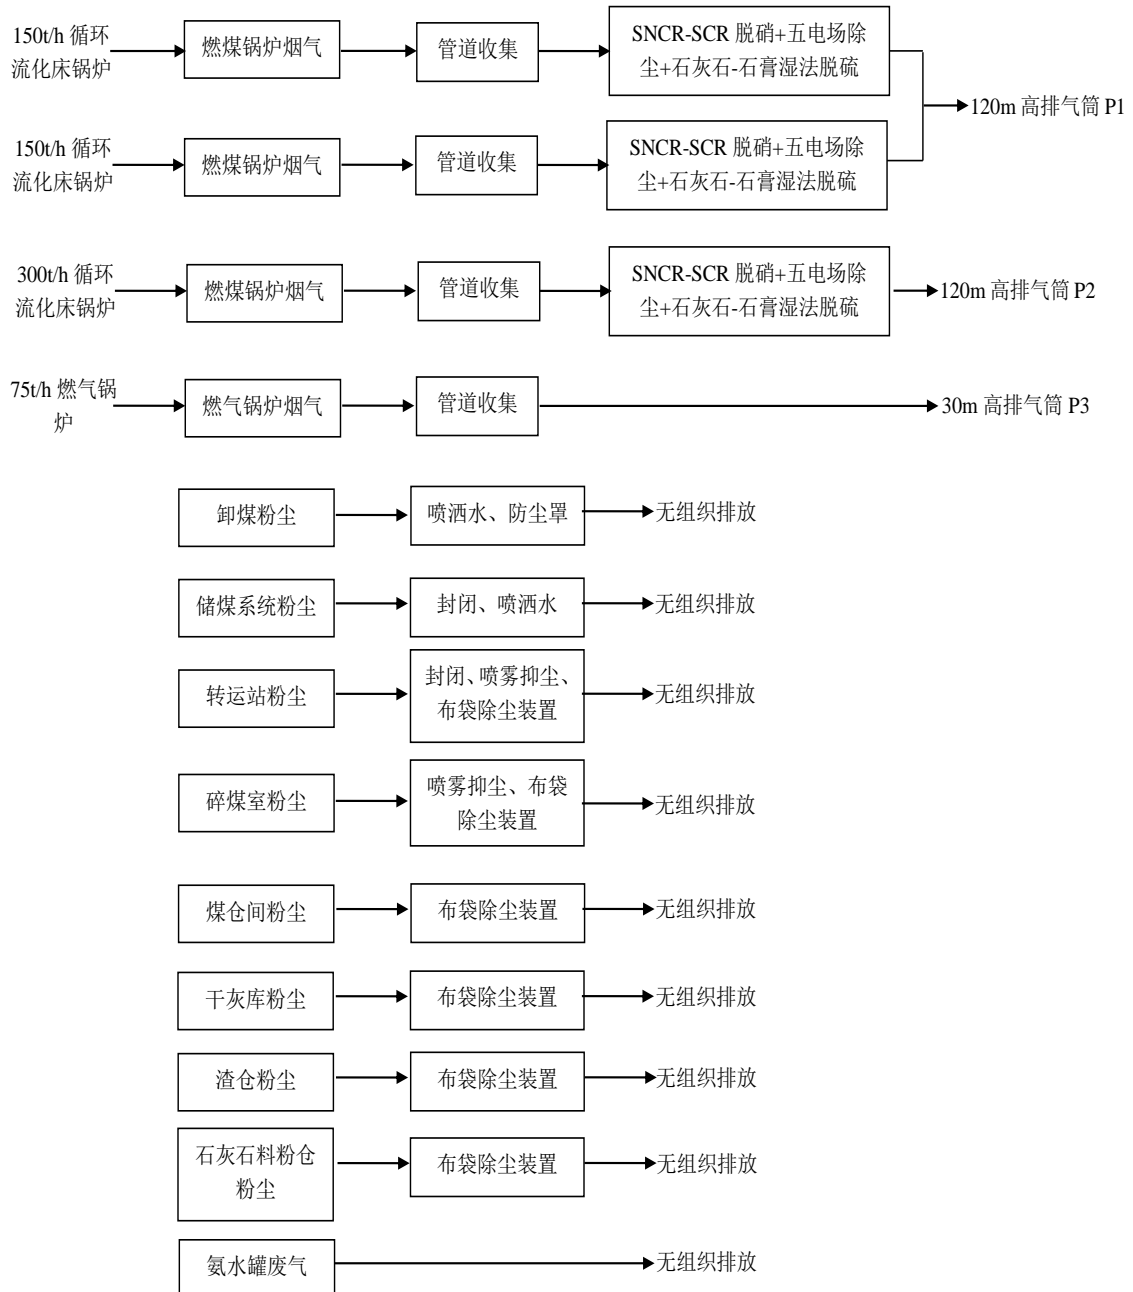 150t/h 循环
流化床锅炉
燃煤锅炉烟气
管道收集
SNCR-SCR 脱硝+五电场除
尘+石灰石-石膏湿法脱硫
120m 高排气筒 P1
150t/h 循环
流化床锅炉
燃煤锅炉烟气
管道收集
SNCR-SCR 脱硝+五电场除
尘+石灰石-石膏湿法脱硫
300t/h 循环
流化床锅炉
燃煤锅炉烟气
管道收集
SNCR-SCR 脱硝+五电场除
尘+石灰石-石膏湿法脱硫
120m 高排气筒 P2
75t/h 燃气锅
炉
燃气锅炉烟气
管道收集
30m 高排气筒 P3
卸煤粉尘
喷洒水、防尘罩
无组织排放
储煤系统粉尘
封闭、喷洒水
无组织排放
转运站粉尘
封闭、喷雾抑尘、
布袋除尘装置
无组织排放
碎煤室粉尘
喷雾抑尘、布袋
除尘装置
无组织排放
煤仓间粉尘
布袋除尘装置
无组织排放
干灰库粉尘
布袋除尘装置
无组织排放
渣仓粉尘
布袋除尘装置
无组织排放
石灰石料粉仓
粉尘
布袋除尘装置
无组织排放
氨水罐废气
无组织排放